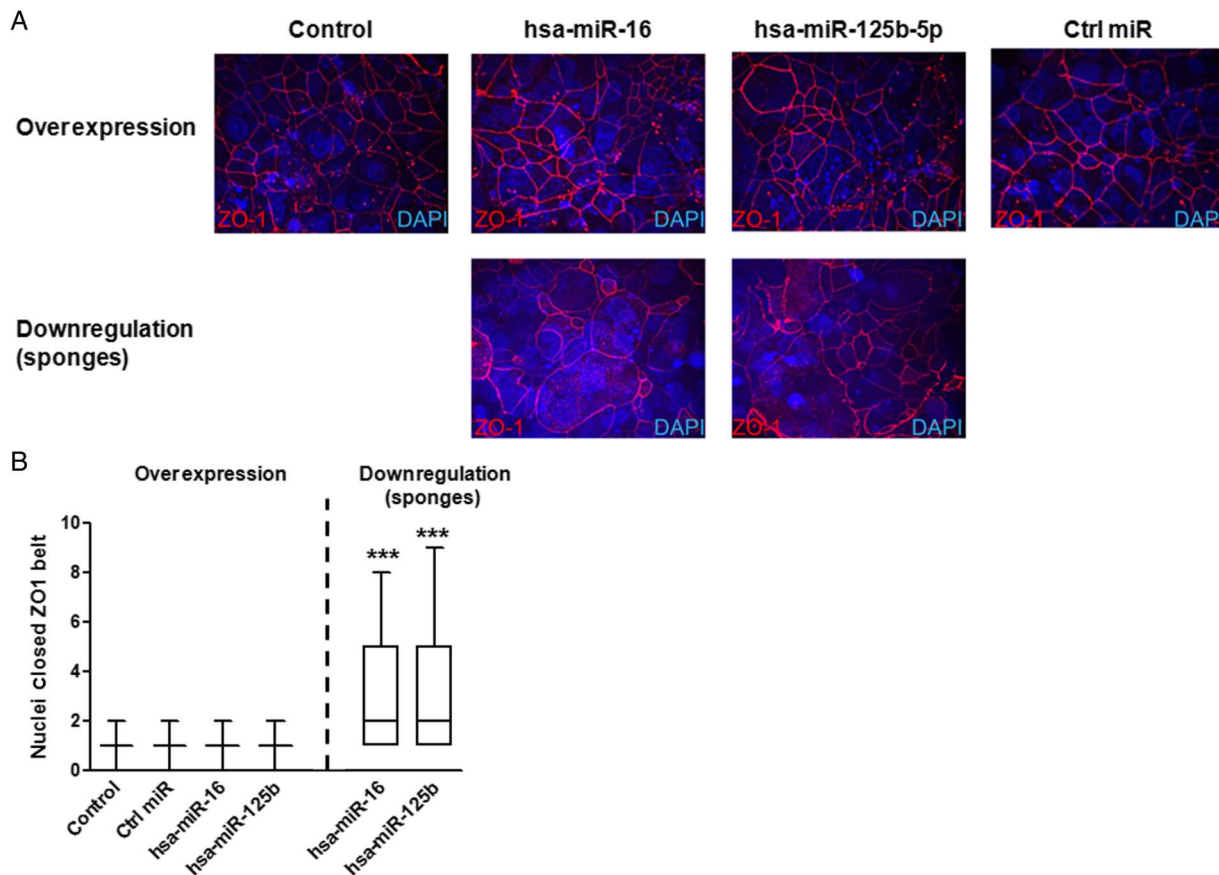 A
Control
hsa-miR-16
hsa-miR-125b-5p
Ctrl miR
Overexpression
ZO-1 DAPI
ZO-1 DAPI
ZO-1 DAPI
ZO-1 DAPI
Downregulation
(sponges)
ZO-1 DAPI
ZO-1 DAPI
B
Overexpression
Downregulation
(sponges)
Nuclei closed ZO1 belt
10
8
6
4
2
0
***
***
Control
Ctrl miR
hsa-miR-16
hsa-miR-125b
hsa-miR-16
hsa-miR-125b